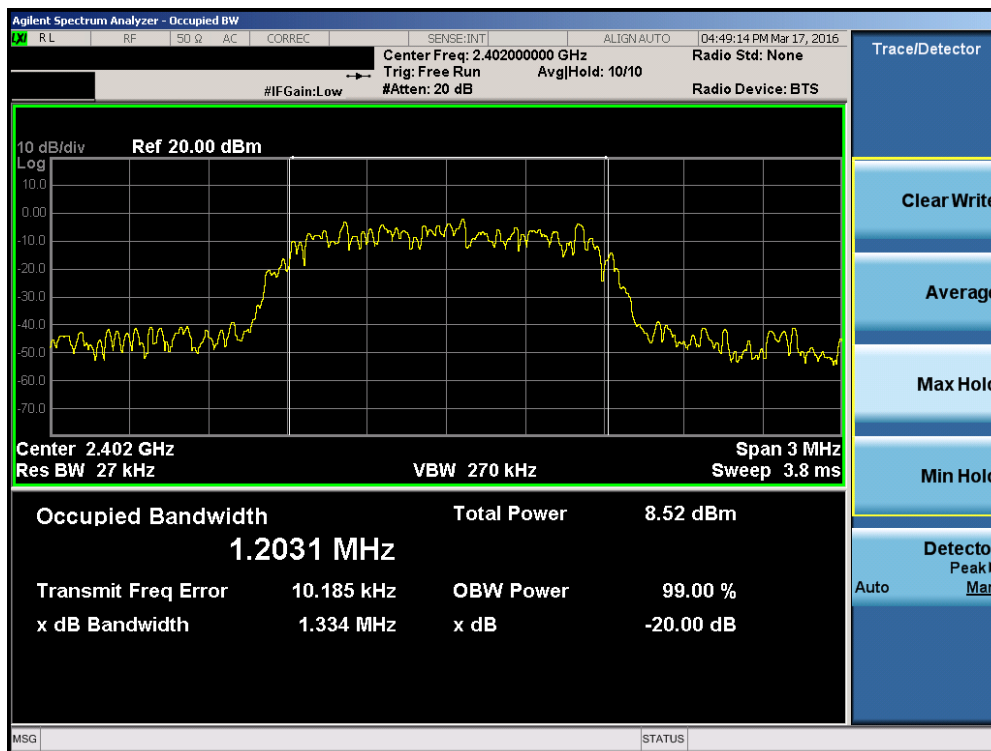 Agilent Spectrum Analyzer - Occupied BW
LXI RL RF 50 Ω AC CORREC SENSE:INT ALIGN AUTO 04:49:14 PM Mar 17, 2016
Center Freq: 2.402000000 GHz Radio Std: None
Trig: Free Run Avg|Hold: 10/10
#IFGain:Low #Atten: 20 dB Radio Device: BTS
Trace/Detector
10 dB/div Ref 20.00 dBm
Log
10.0
0.00
-10.0
-20.0
-30.0
-40.0
-50.0
-60.0
-70.0
Center 2.402 GHz Span 3 MHz
Res BW 27 kHz VBW 270 kHz Sweep 3.8 ms
Occupied Bandwidth Total Power 8.52 dBm
1.2031 MHz
Transmit Freq Error 10.185 kHz OBW Power 99.00 %
x dB Bandwidth 1.334 MHz x dB -20.00 dB
Clear Write
Average
Max Hold
Min Hold
Detecto
Peak
Auto Man
MSG STATUS